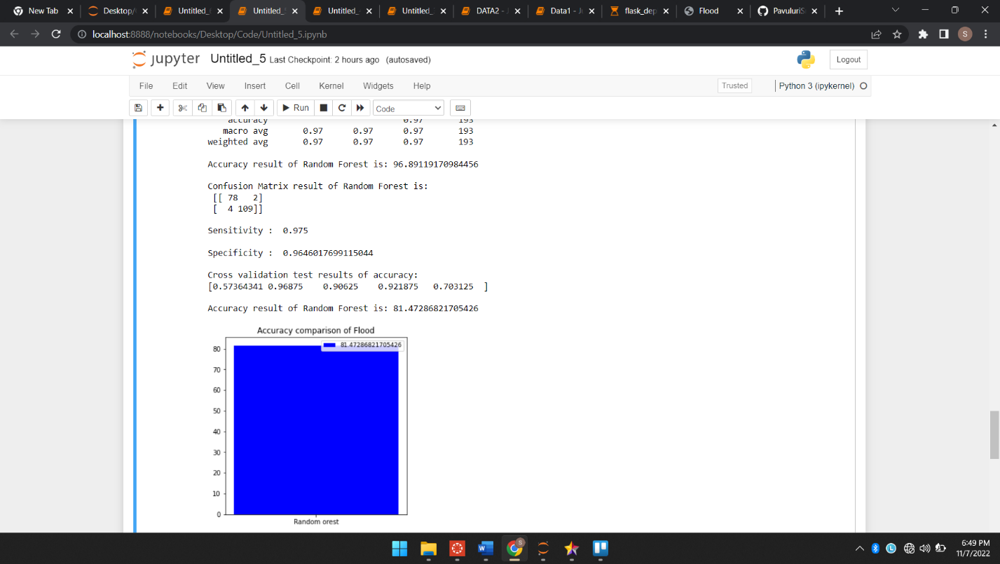 New Tab
Desktop/
Untitled_
Untitled_
Untitled_
Untitled_
DATA2 - J
Data1 - Ju
flask_dep
Flood
PavuluriS
localhost:8888/notebooks/Desktop/Code/Untitled_5.ipynb
S
jupyter Untitled_5 Last Checkpoint: 2 hours ago (autosaved)
Logout
File Edit View Insert Cell Kernel Widgets Help
Trusted
Python 3 (ipykernel)
Run
Code
accuracy 0.97 193
macro avg 0.97 0.97 0.97 193
weighted avg 0.97 0.97 0.97 193
Accuracy result of Random Forest is: 96.89119170984456
Confusion Matrix result of Random Forest is:
[[ 78 2]
[ 4 109]]
Sensitivity : 0.975
Specificity : 0.9646017699115044
Cross validation test results of accuracy:
[0.57364341 0.96875 0.90625 0.921875 0.703125 ]
Accuracy result of Random Forest is: 81.47286821705426
Accuracy comparison of Flood
81.47286821705426
80
70
60
50
40
30
20
10
0
Random orest
W
S
L
6:49 PM
11/7/2022